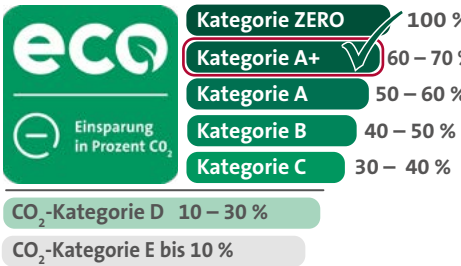 eco
Einsparung
in Prozent CO₂
Kategorie ZERO 100 %
Kategorie A+ 60 – 70 %
Kategorie A 50 – 60 %
Kategorie B 40 – 50 %
Kategorie C 30 – 40 %
CO₂-Kategorie D 10 – 30 %
CO₂-Kategorie E bis 10 %